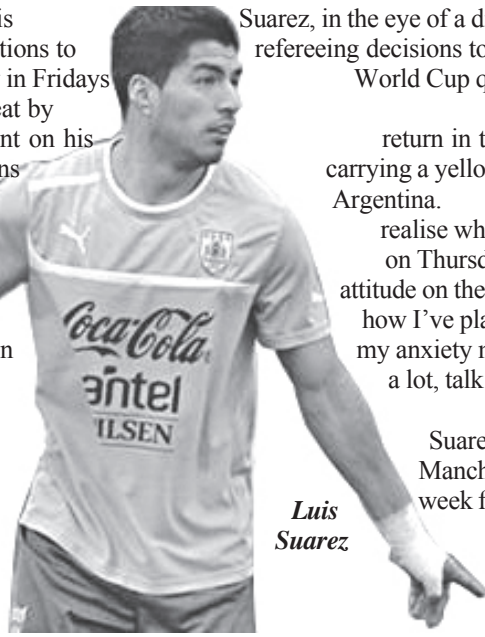 is
tions to
in Fridays
eat by
nt on his
ns
n
Coca-Cola
antel
ILSEN
Suarez, in the eye of a d
refereeing decisions to
World Cup q
return in t
carrying a yello
Argentina.
realise wh
on Thursd
attitude on the
how I’ve pla
my anxiety n
a lot, talk
Suare
Manch
week f
Luis
Suarez